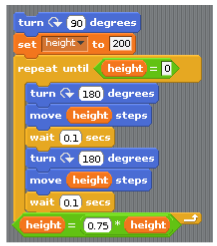 turn 90 degrees
set height to 200
repeat until height = 0
turn 180 degrees
move height steps
wait 0.1 secs
turn 180 degrees
move height steps
wait 0.1 secs
height = 0.75 * height